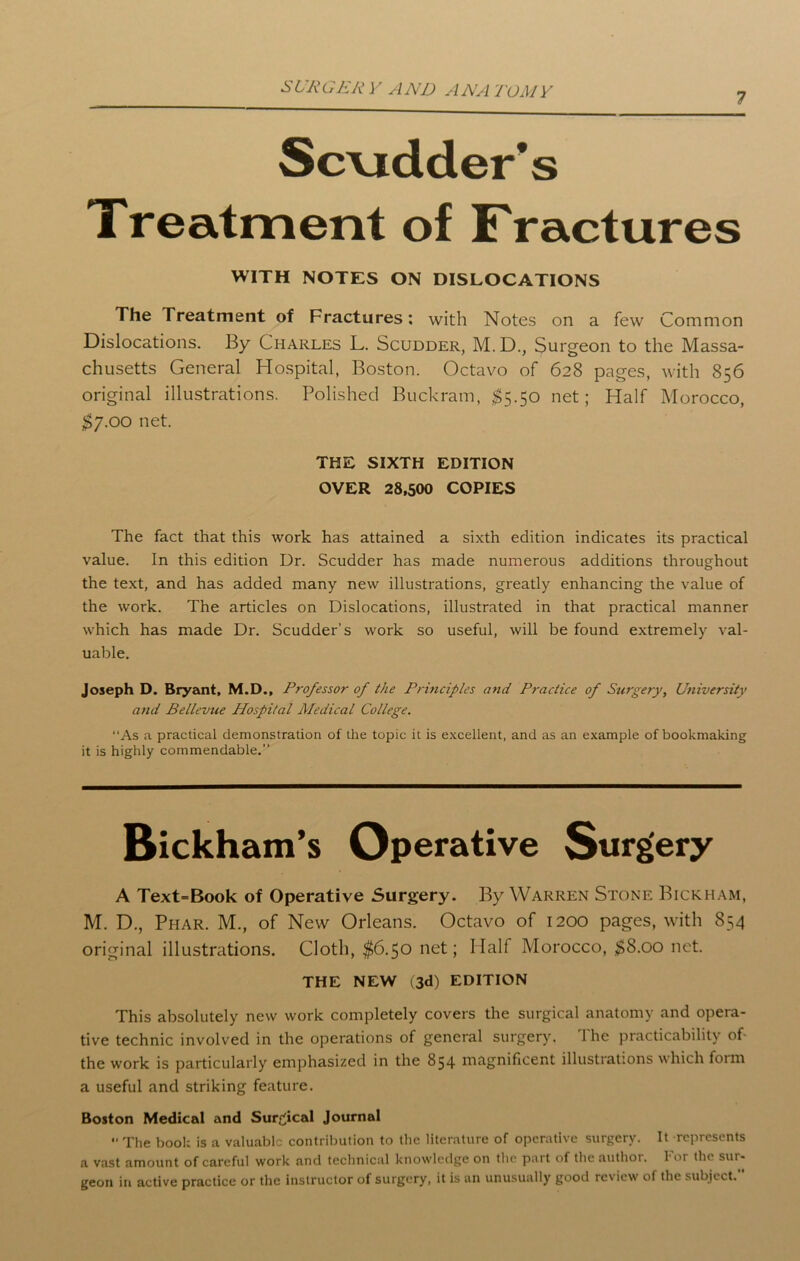 SURGERY AND ANATOMY
7
Scudder's
Treatment of Fractures
WITH NOTES ON DISLOCATIONS
The Treatment of Fractures; with Notes on a few Common
Dislocations. By Charles L. Scudder, M.D., Surgeon to the Massa-
chusetts General Hospital, Boston. Octavo of 628 pages, with 856
original illustrations. Polished Buckram, $5.50 net; Half Morocco,
$7.00 net.
THE SIXTH EDITION
OVER 28,500 COPIES
The fact that this work has attained a sixth edition indicates its practical
value. In this edition Dr. Scudder has made numerous additions throughout
the text, and has added many new illustrations, greatly enhancing the value of
the work. The articles on Dislocations, illustrated in that practical manner
which has made Dr. Scudder's work so useful, will be found extremely val-
uable.
Joseph D. Bryant, M.D., Professor of the Principles and Practice of Surgery, University
and Bellevue Hospital Medical College.
"As a practical demonstration of the topic it is excellent, and as an example of bookmaking
it is highly commendable."
Bickham's Operative Surgery
A Text=Book of Operative Surgery. By Warren Stone Bickham,
M. D., Phar. M., of New Orleans. Octavo of 1200 pages, with 854
original illustrations. Cloth, $6.50 net; Half Morocco, $8.00 net.
THE NEW (3d) EDITION
This absolutely new work completely covers the surgical anatomy and opera-
tive technic involved in the operations of general surgery. The practicability of
the work is particularly emphasized in the 854 magnificent illustrations which form
a useful and striking feature.
Boston Medical and Surgical Journal
"The book is a valuable contribution to the literature of operative surgery. It represents
a vast amount of careful work and technical knowledge on the part of the author. For the sur-
geon in active practice or the instructor of surgery, it is an unusually good review of the subject."